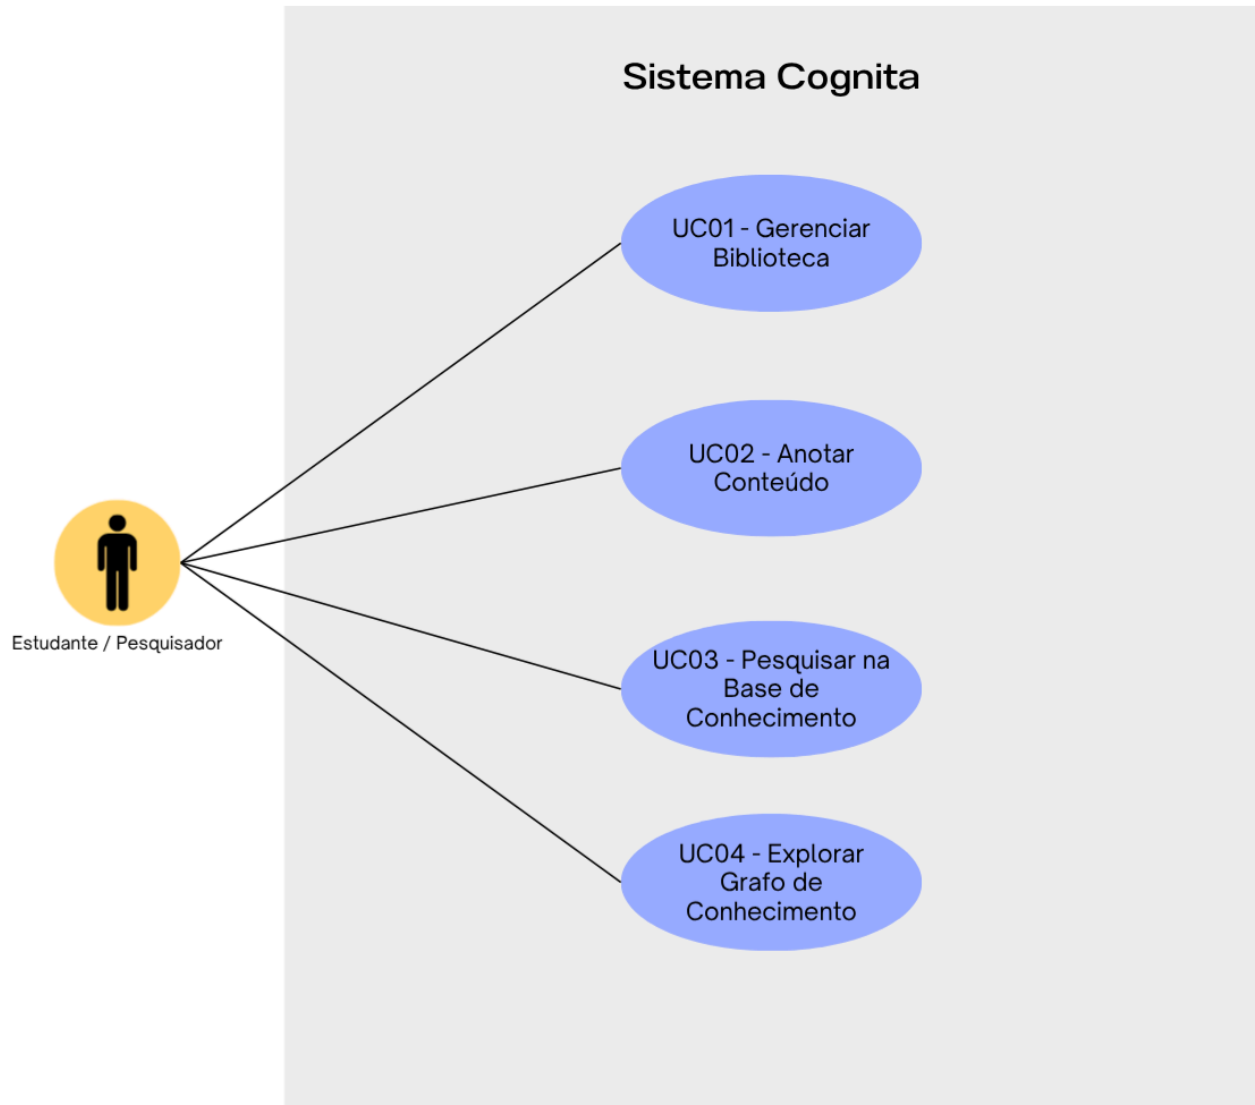 Sistema Cognita
UC01 - Gerenciar
Biblioteca
UC02 - Anotar
Conteúdo
Estudante / Pesquisador
UC03 - Pesquisar na
Base de
Conhecimento
UC04 - Explorar
Grafo de
Conhecimento